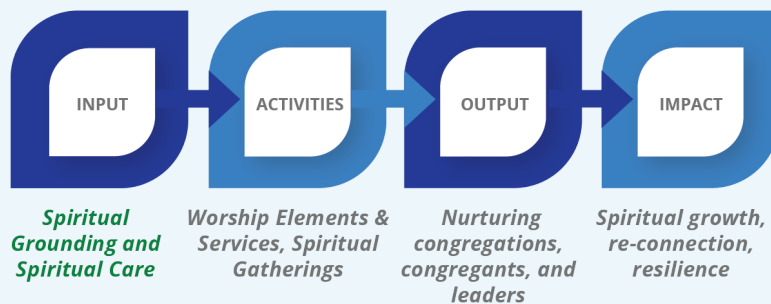 INPUT
ACTIVITIES
OUTPUT
IMPACT
Spiritual
Grounding and
Spiritual Care
Worship Elements &
Services, Spiritual
Gatherings
Nurturing
congregations,
congregants, and
leaders
Spiritual growth,
re-connection,
resilience